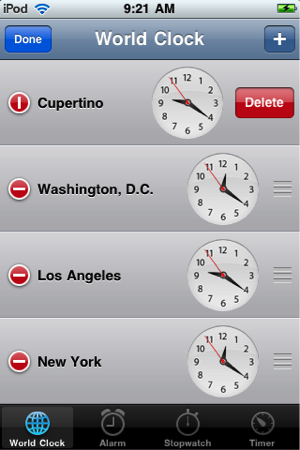 iPod 9:21 AM
Done World Clock +
Cupertino Delete
Washington, D.C.
Los Angeles
New York
World Clock Alarm Stopwatch Timer